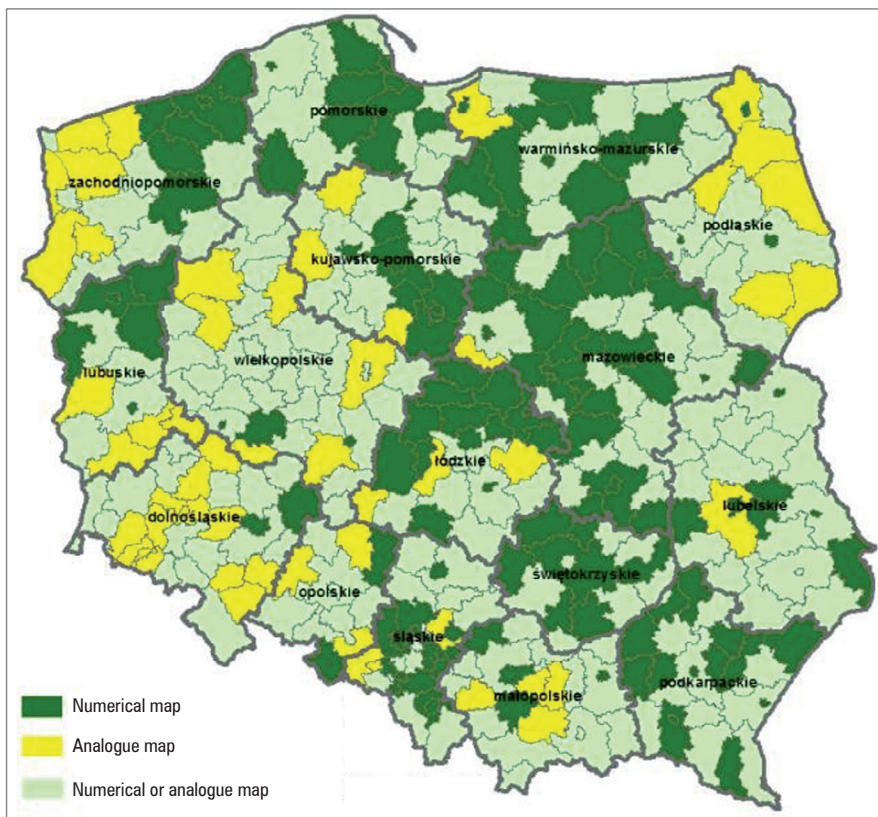 pomorskie
warmińsko-mazurskie
zachodniopomorskie
podlaskie
kujawsko-pomorskie
mazowieckie
wielkopolskie
lubuskie
łódzkie
lubelskie
dolnośląskie
świętokrzyskie
opolskie
śląskie
podkarpackie
małopolskie
Numerical map
Analogue map
Numerical or analogue map